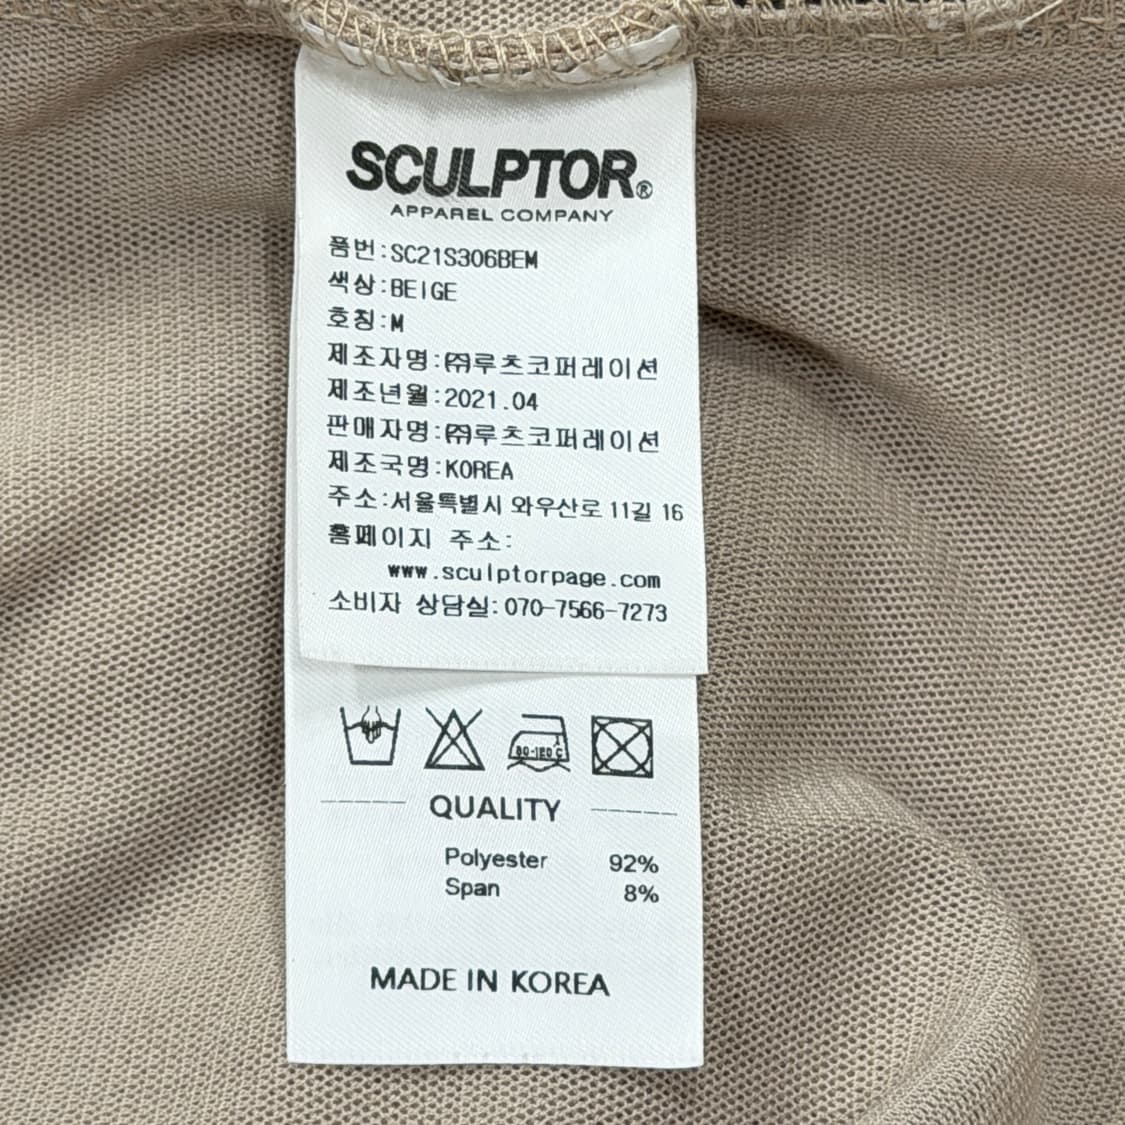 SCULPTOR®
APPAREL COMPANY
품번:SC21S306BEM
색상:BEIGE
호칭:M
제조자명:㈜루츠코퍼레이션
제조년월:2021.04
판매자명:㈜루츠코퍼레이션
제조국명:KOREA
주소:서울특별시 와우산로 11길 16
홈페이지 주소:
www.sculptorpage.com
소비자 상담실:070-7566-7273
80-120℃
QUALITY
Polyester 92%
Span 8%
MADE IN KOREA